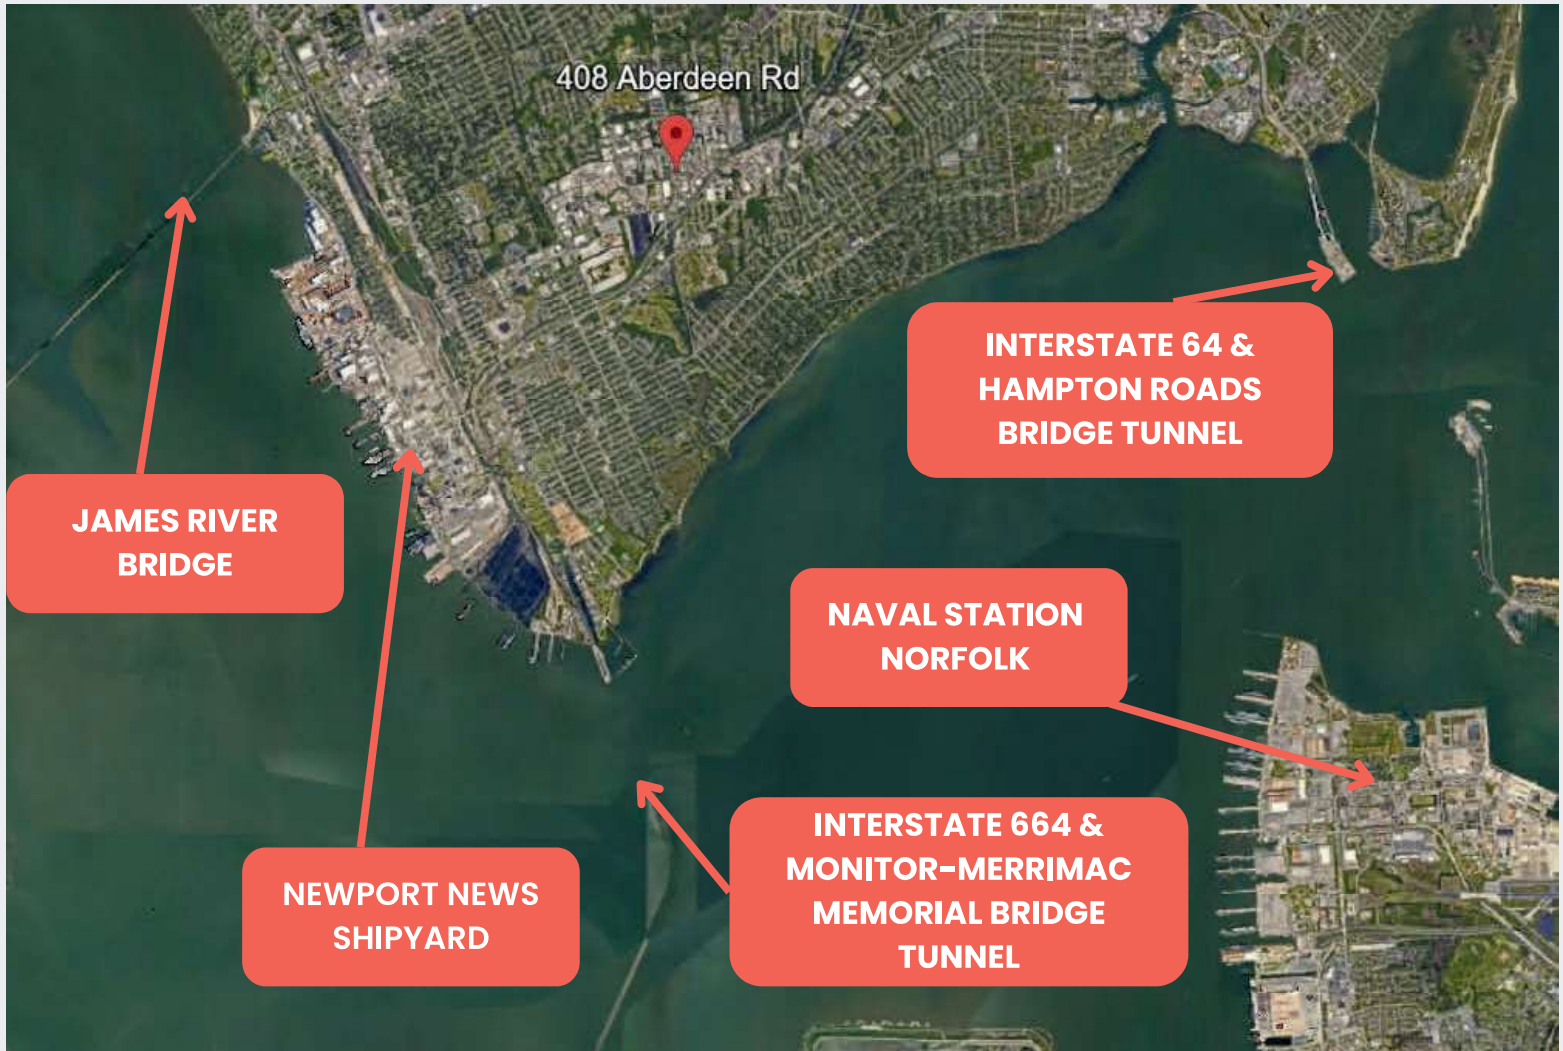 408 Aberdeen Rd
INTERSTATE 64 &
HAMPTON ROADS
BRIDGE TUNNEL
JAMES RIVER
BRIDGE
NAVAL STATION
NORFOLK
INTERSTATE 664 &
MONITOR-MERRIMAC
MEMORIAL BRIDGE
TUNNEL
NEWPORT NEWS
SHIPYARD